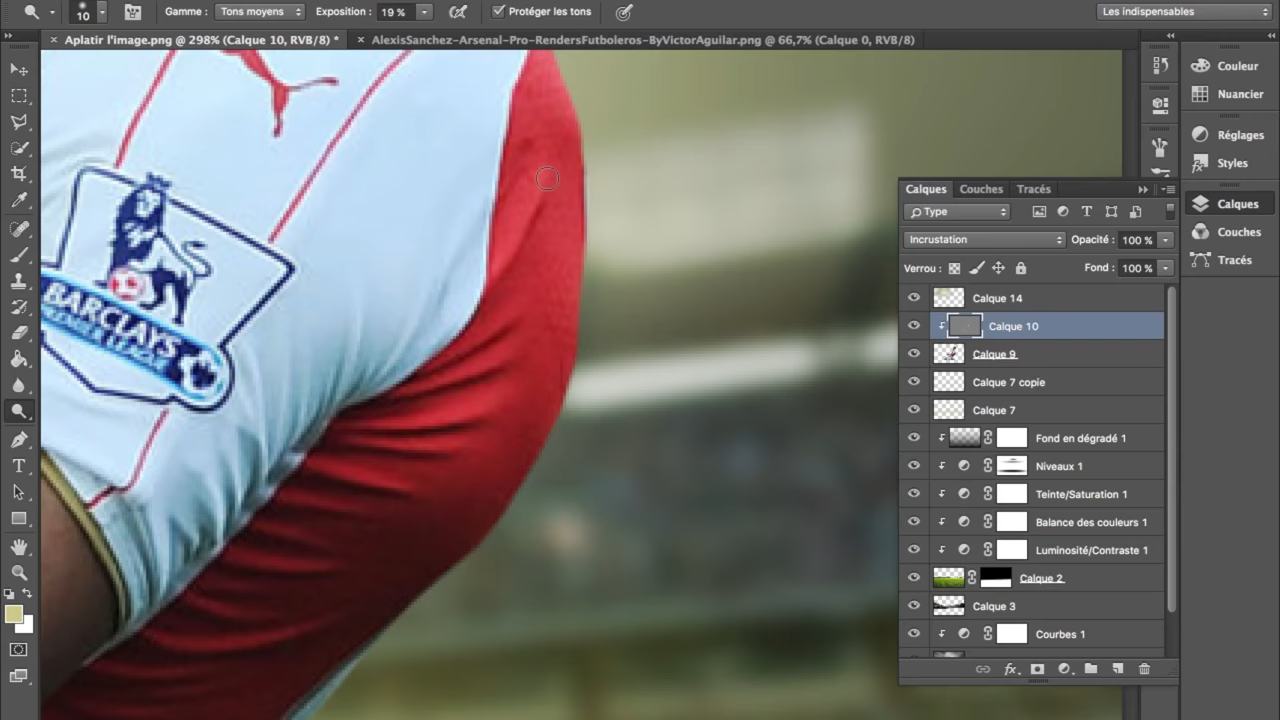 10 Gamme : Tons moyens Exposition : 19 % Protéger les tons Les indispensables
Aplatir l'image.png @ 298% (Calque 10, RVB/8) * AlexisSanchez-Arsenal-Pro-RendersFutboleros-ByVictorAguilar.png @ 66,7% (Calque 0, RVB/8)
Couleur
Nuancier
Réglages
Styles
Calques
Couches
Tracés
Calques Couches Tracés
Type
Incrustation Opacité : 100 %
Verrou : Fond : 100 %
Calque 14
Calque 10
Calque 9
Calque 7 copie
Calque 7
Fond en dégradé 1
Niveaux 1
Teinte/Saturation 1
Balance des couleurs 1
Luminosité/Contraste 1
Calque 2
Calque 3
Courbes 1
fx
BARCLAYS
PREMIER LEAGUE